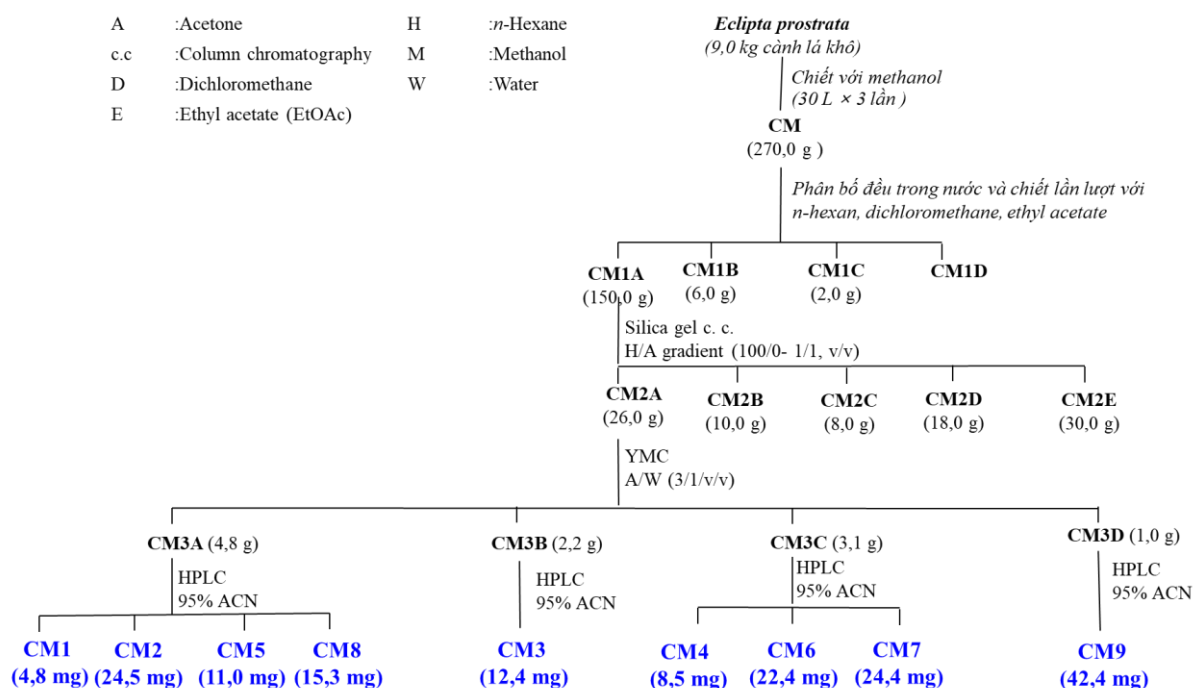 A :Acetone H :n-Hexane
c.c :Column chromatography M :Methanol
D :Dichloromethane W :Water
E :Ethyl acetate (EtOAc)
Eclipta prostrata
(9,0 kg cành lá khô)
Chiết với methanol
(30 L × 3 lần )
CM
(270,0 g )
Phân bố đều trong nước và chiết lần lượt với
n-hexan, dichloromethane, ethyl acetate
CM1A CM1B CM1C CM1D
(150,0 g) (6,0 g) (2,0 g)
Silica gel c. c.
H/A gradient (100/0- 1/1, v/v)
CM2A CM2B CM2C CM2D CM2E
(26,0 g) (10,0 g) (8,0 g) (18,0 g) (30,0 g)
YMC
A/W (3/1/v/v)
CM3A (4,8 g) CM3B (2,2 g) CM3C (3,1 g) CM3D (1,0 g)
HPLC HPLC HPLC HPLC
95% ACN 95% ACN 95% ACN 95% ACN
CM1 CM2 CM5 CM8 CM3 CM4 CM6 CM7 CM9
(4,8 mg) (24,5 mg) (11,0 mg) (15,3 mg) (12,4 mg) (8,5 mg) (22,4 mg) (24,4 mg) (42,4 mg)